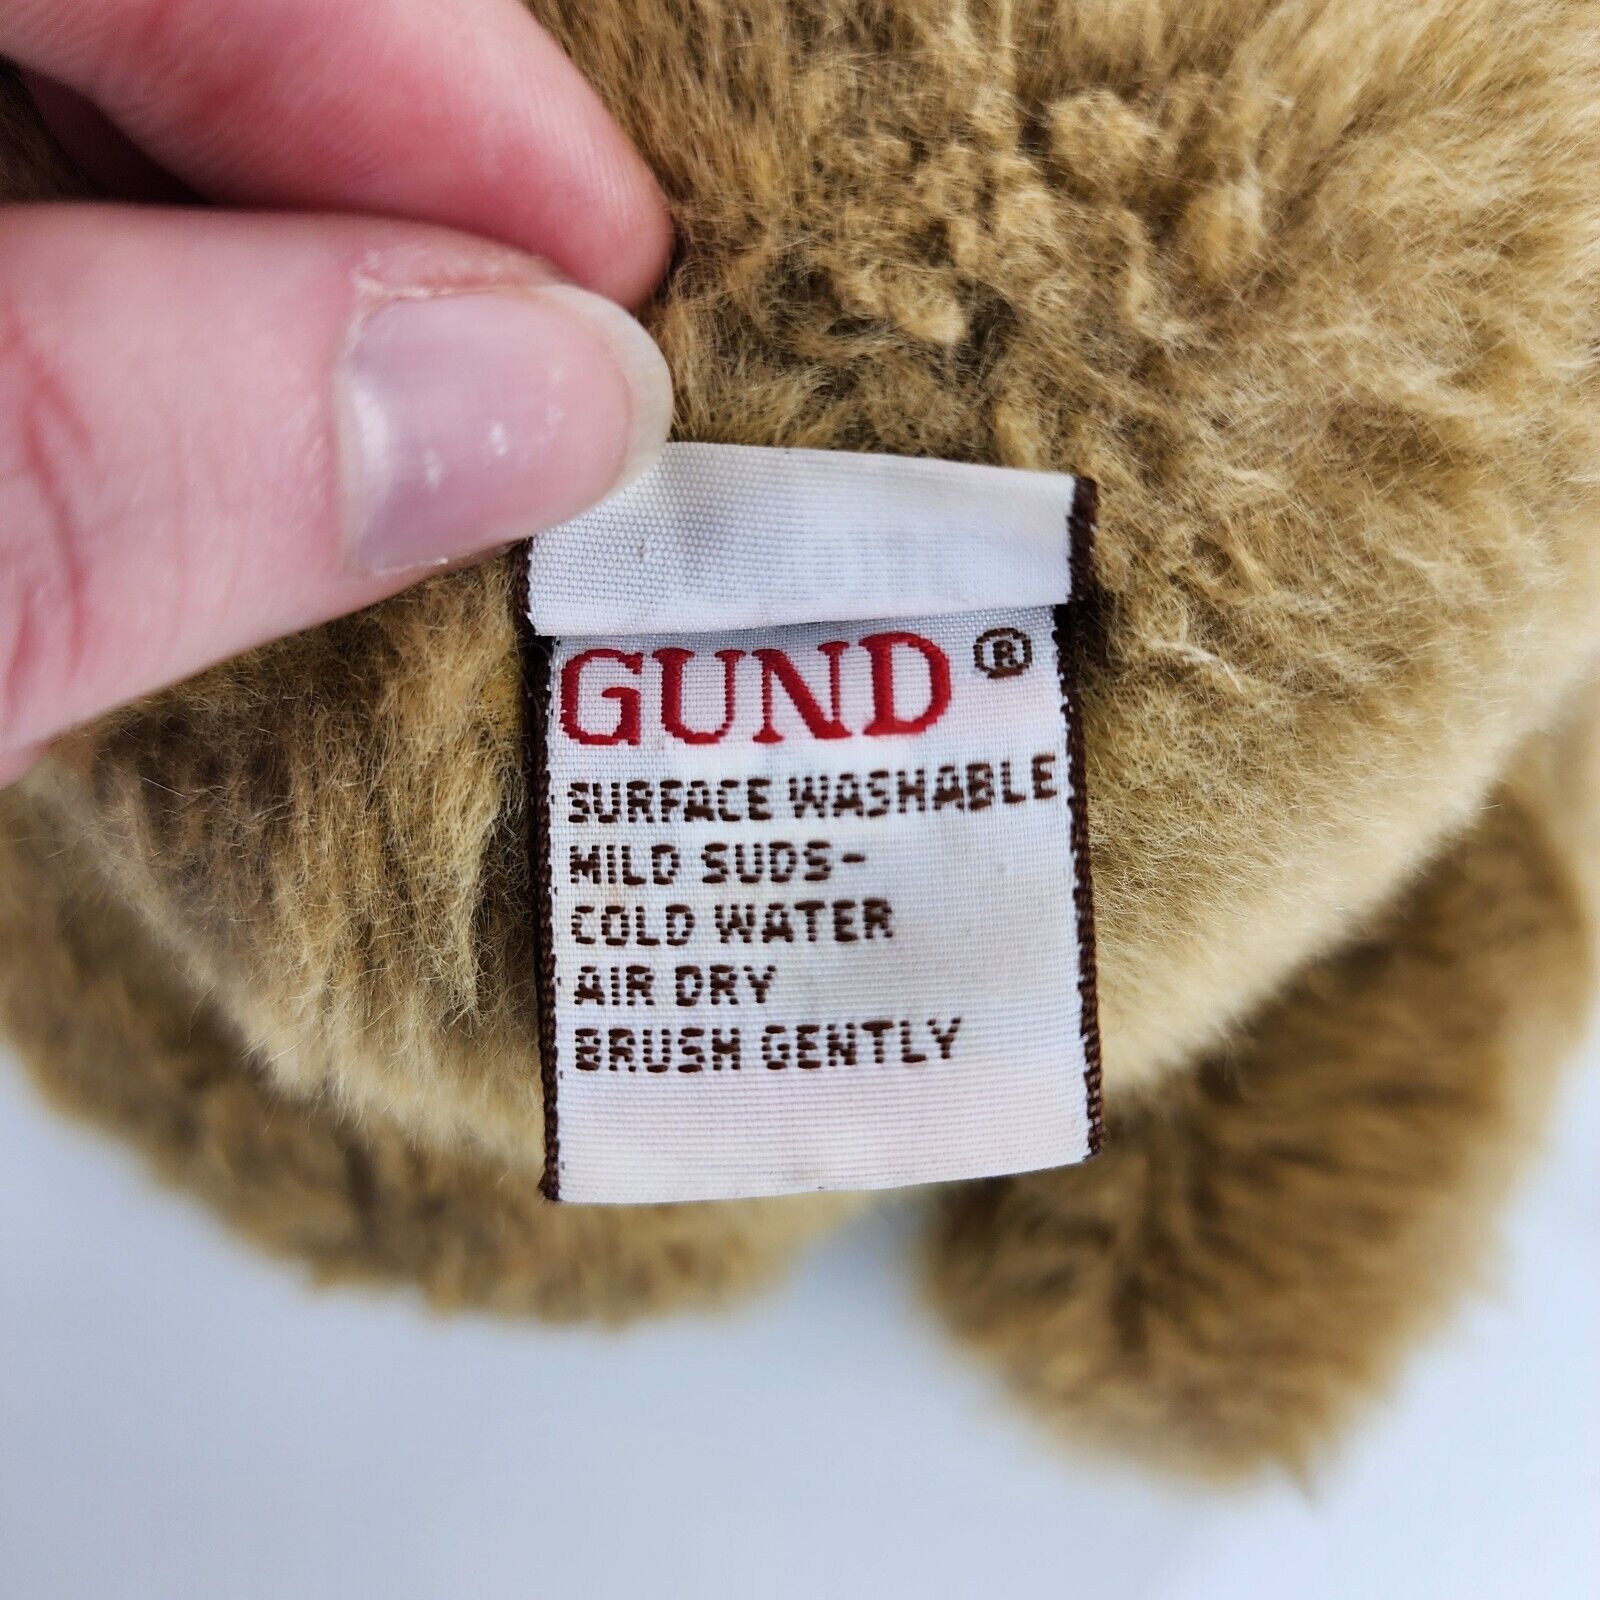 GUND ®
SURFACE WASHABLE
MILD SUDS-
COLD WATER
AIR DRY
BRUSH GENTLY